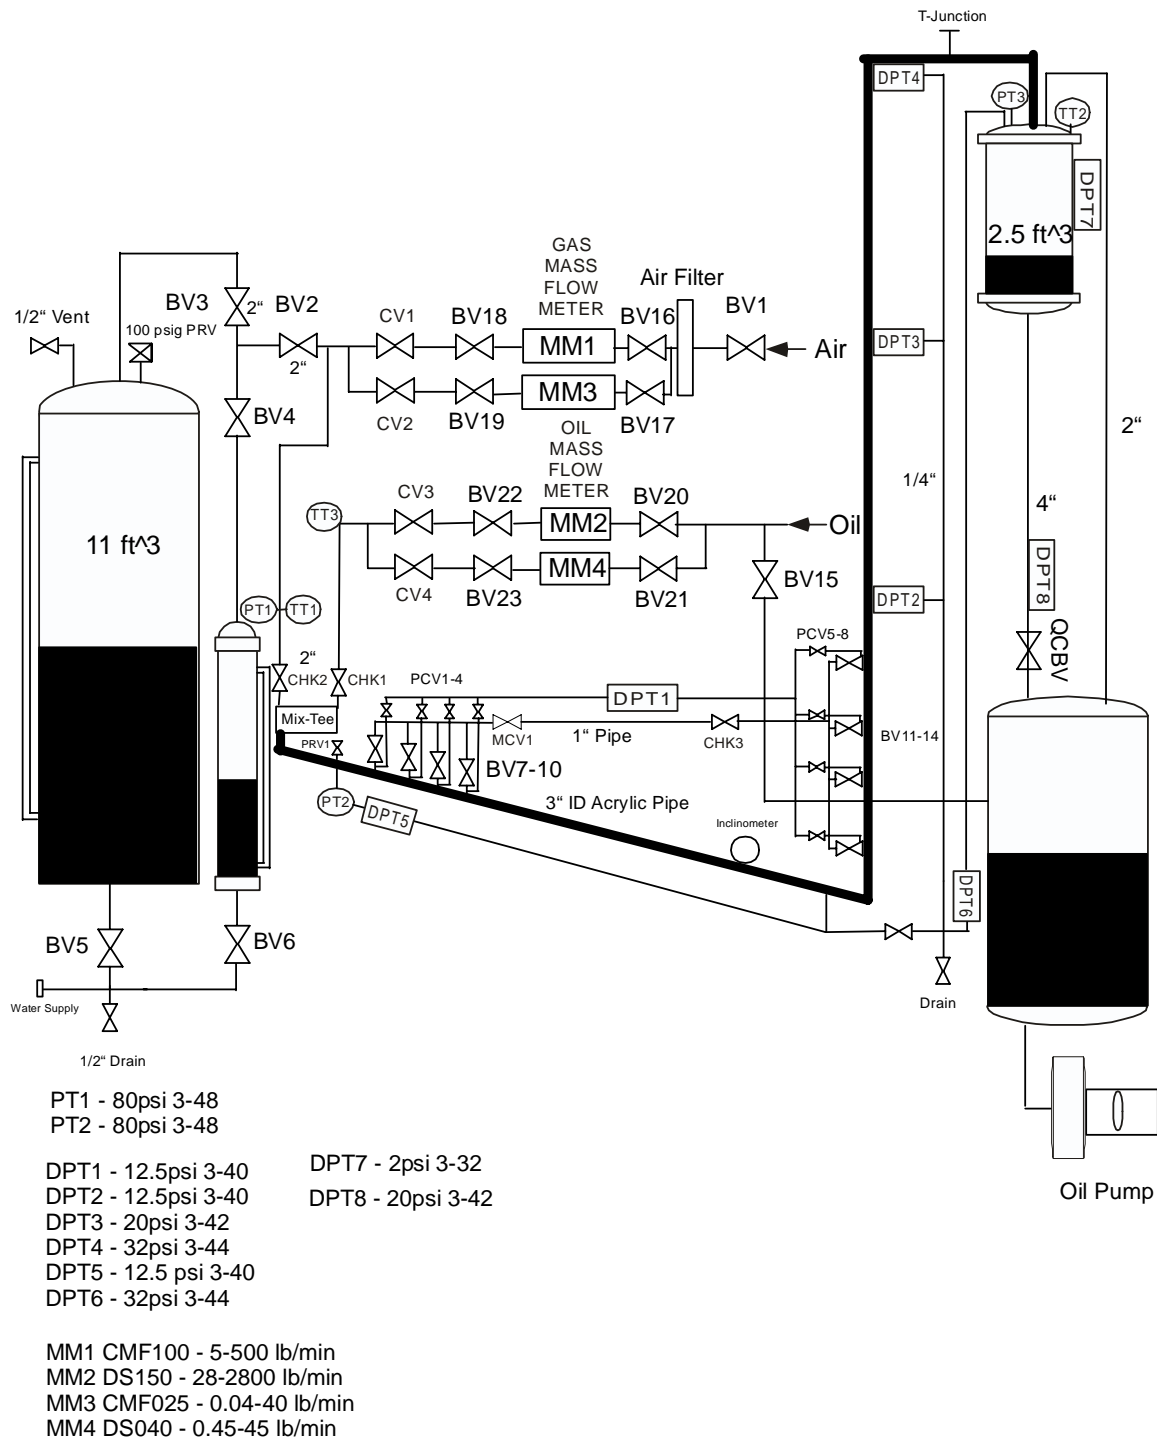 T-Junction
DPT4
PT3
TT2
DPT7
2.5 ft^3
GAS
MASS
FLOW
METER
Air Filter
BV3
2“
BV2
1/2“ Vent
100 psig PRV
CV1
BV18
MM1
BV16
BV1
Air
DPT3
2“
MM3
CV2
BV19
BV17
BV4
2“
OIL
MASS
FLOW
METER
CV3
BV22
BV20
1/4“
4“
TT3
MM2
Oil
11 ft^3
MM4
BV15
CV4
BV23
BV21
DPT8
PT1
TT1
DPT2
QCBV
PCV5-8
2“
CHK2
CHK1
PCV1-4
DPT1
Mix-Tee
PRV1
MCV1
1“ Pipe
CHK3
BV11-14
BV7-10
PT2
DPT5
3“ ID Acrylic Pipe
Inclinometer
DPT6
BV5
BV6
Water Supply
Drain
1/2“ Drain
PT1 - 80psi 3-48
PT2 - 80psi 3-48
DPT1 - 12.5psi 3-40
DPT2 - 12.5psi 3-40
DPT3 - 20psi 3-42
DPT4 - 32psi 3-44
DPT5 - 12.5 psi 3-40
DPT6 - 32psi 3-44
DPT7 - 2psi 3-32
DPT8 - 20psi 3-42
Oil Pump
MM1 CMF100 - 5-500 lb/min
MM2 DS150 - 28-2800 lb/min
MM3 CMF025 - 0.04-40 lb/min
MM4 DS040 - 0.45-45 lb/min